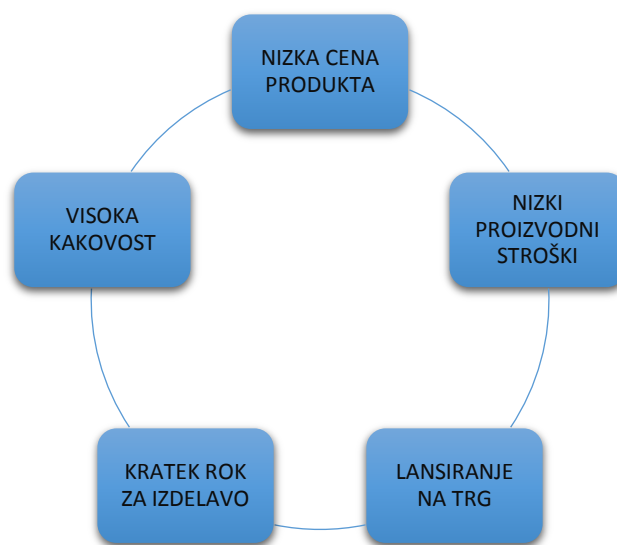 NIZKA CENA
PRODUKTA
NIZKI
PROIZVODNI
STROŠKI
LANSIRANJE
NA TRG
KRATEK ROK
ZA IZDELAVO
VISOKA
KAKOVOST